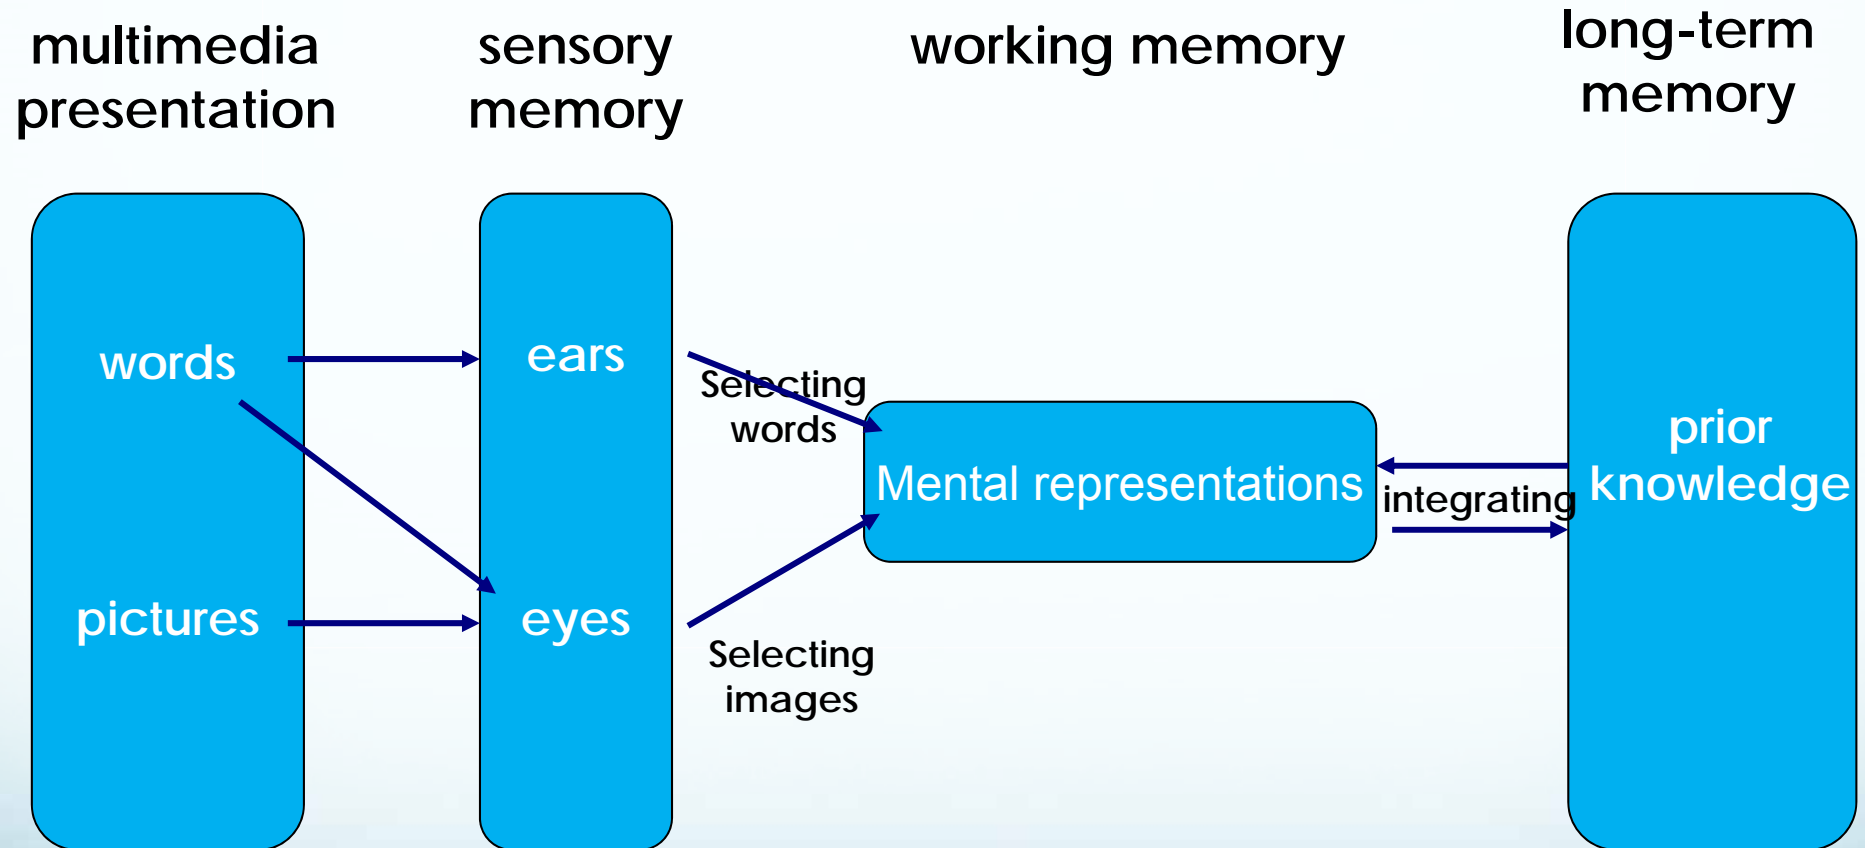 multimedia
presentation
sensory
memory
working memory
long-term
memory
words
pictures
ears
eyes
Selecting
words
Selecting
images
Mental representations
integrating
prior
knowledge